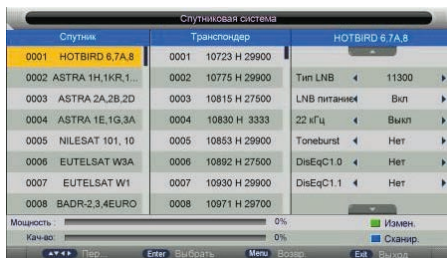 Спутниковая система
Спутник Транспондер HOTBIRD 6,7A,8
0001 HOTBIRD 6,7A,8 0001 10723 H 29900
0002 ASTRA 1H,1KR,1... 0002 10775 H 29900 Тип LNB 11300
0003 ASTRA 2A,2B,2D 0003 10815 H 27500 LNB питание Вкл
0004 ASTRA 1E,1G,3A 0004 10830 H 3333 22 кГц Выкл
0005 NILESAT 101, 10 0005 10853 H 29900 Toneburst Нет
0006 EUTELSAT W3A 0006 10892 H 27500 DisEqC1.0 Нет
0007 EUTELSAT W1 0007 10930 H 29900 DisEqC1.1 Нет
0008 BADR-2,3,4EURO 0008 10971 H 29700
Мощность : 0% Измен.
Кач-во: 0% Сканир.
Пер... Enter Выбрать Menu Возвр. Exit Выход